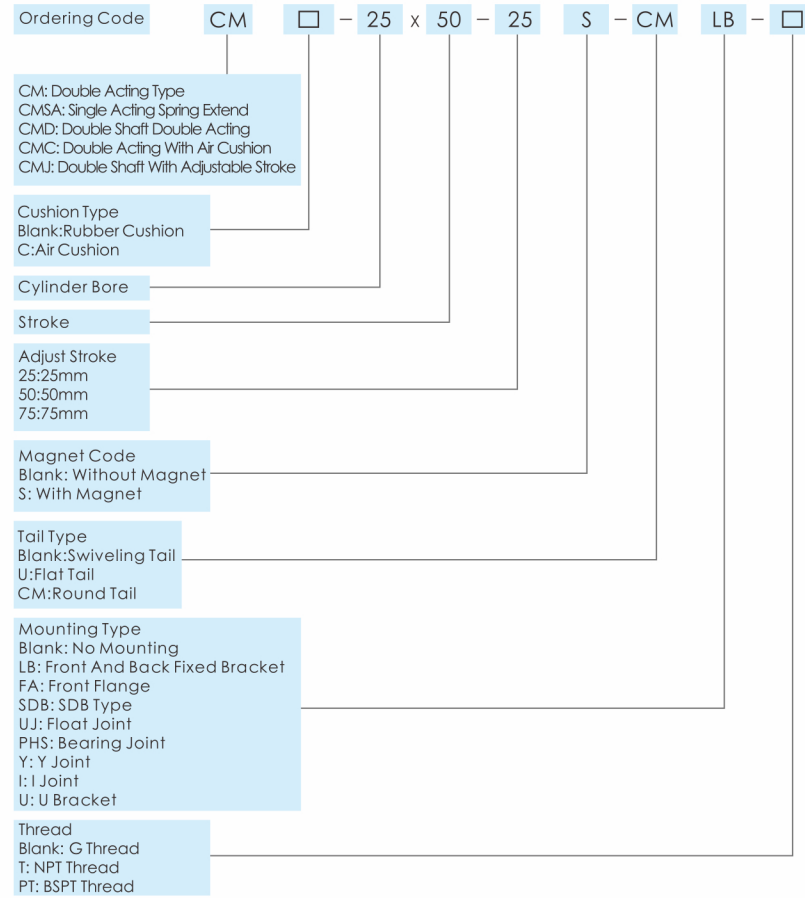 Ordering Code CM □ - 25 x 50 - 25 S - CM LB - □
CM: Double Acting Type
CMSA: Single Acting Spring Extend
CMD: Double Shaft Double Acting
CMC: Double Acting With Air Cushion
CMJ: Double Shaft With Adjustable Stroke
Cushion Type
Blank:Rubber Cushion
C:Air Cushion
Cylinder Bore
Stroke
Adjust Stroke
25:25mm
50:50mm
75:75mm
Magnet Code
Blank: Without Magnet
S: With Magnet
Tail Type
Blank:Swiveling Tail
U:Flat Tail
CM:Round Tail
Mounting Type
Blank: No Mounting
LB: Front And Back Fixed Bracket
FA: Front Flange
SDB: SDB Type
UJ: Float Joint
PHS: Bearing Joint
Y: Y Joint
I: I Joint
U: U Bracket
Thread
Blank: G Thread
T: NPT Thread
PT: BSPT Thread